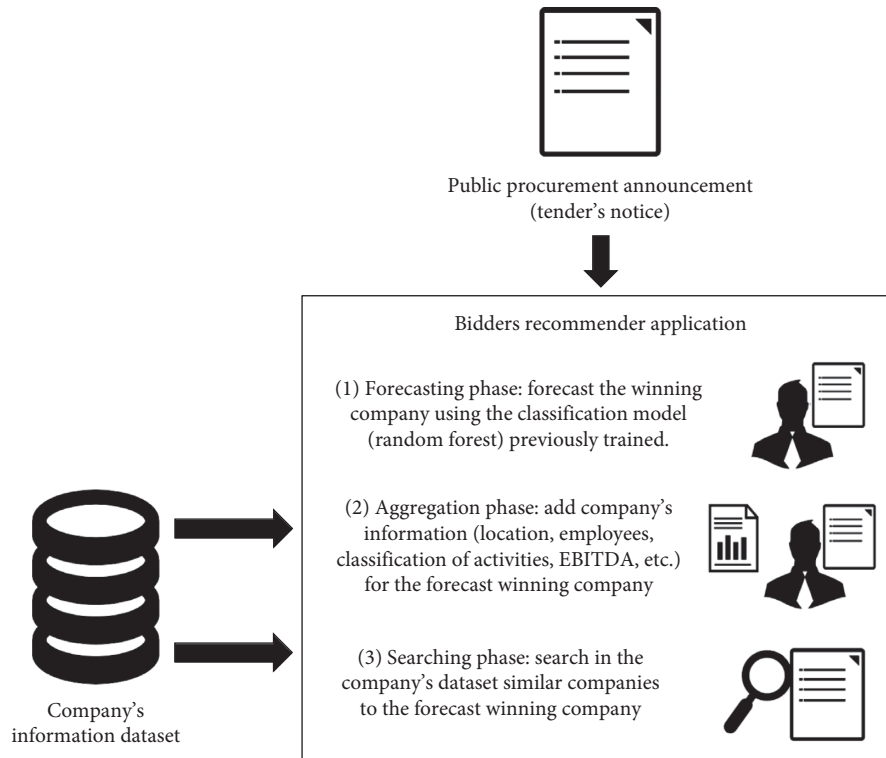 Public procurement announcement
(tender's notice)
Bidders recommender application
(1) Forecasting phase: forecast the winning
company using the classification model
(random forest) previously trained.
(2) Aggregation phase: add company's
information (location, employees,
classification of activities, EBITDA, etc.)
for the forecast winning company
(3) Searching phase: search in the
company's dataset similar companies
to the forecast winning company
Company's
information dataset